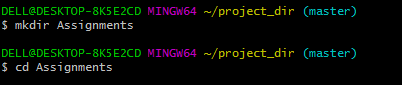 DELL@DESKTOP-8K5E2CD MINGW64 ~/project_dir (master)
$ mkdir Assignments
DELL@DESKTOP-8K5E2CD MINGW64 ~/project_dir (master)
$ cd Assignments